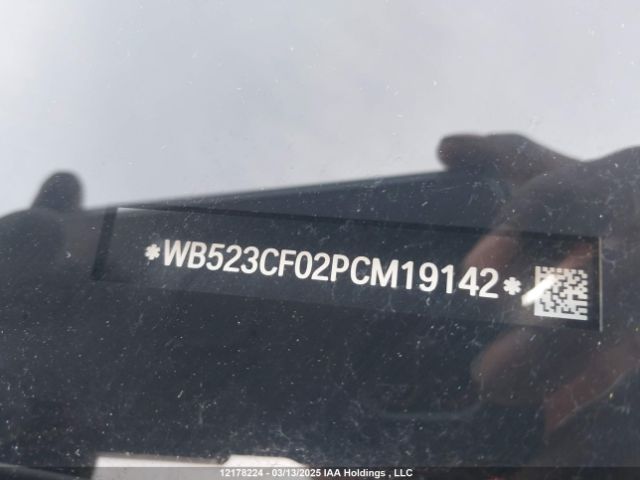 *WB523CF02PCM19142*
12178224 - 03/13/2025 IAA Holdings , LLC